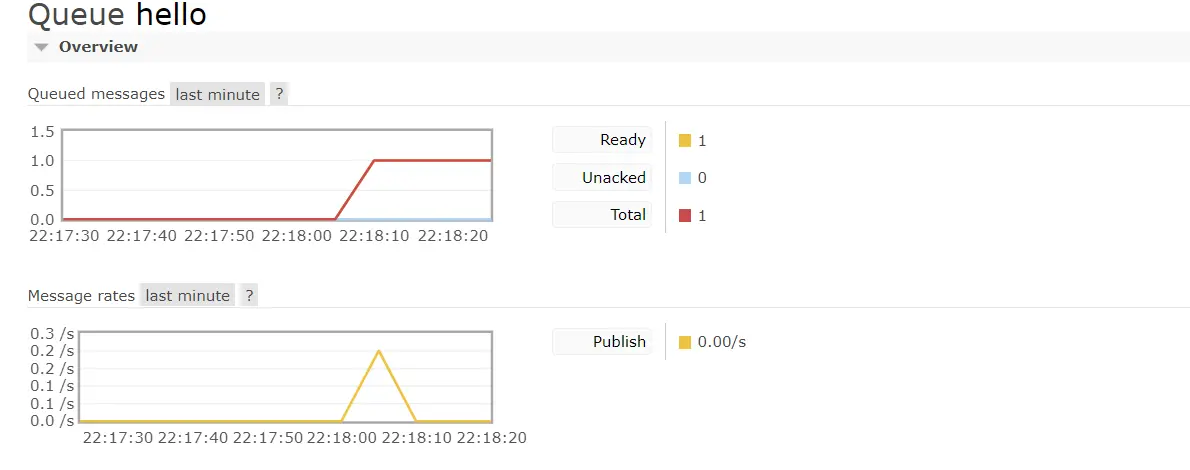 Queue hello
Overview
Queued messages last minute ?
1.5
1.0
0.5
0.0
22:17:30 22:17:40 22:17:50 22:18:00 22:18:10 22:18:20
Ready 1
Unacked 0
Total 1
Message rates last minute ?
0.3 /s
0.2 /s
0.2 /s
0.1 /s
0.1 /s
0.0 /s
22:17:30 22:17:40 22:17:50 22:18:00 22:18:10 22:18:20
Publish 0.00/s